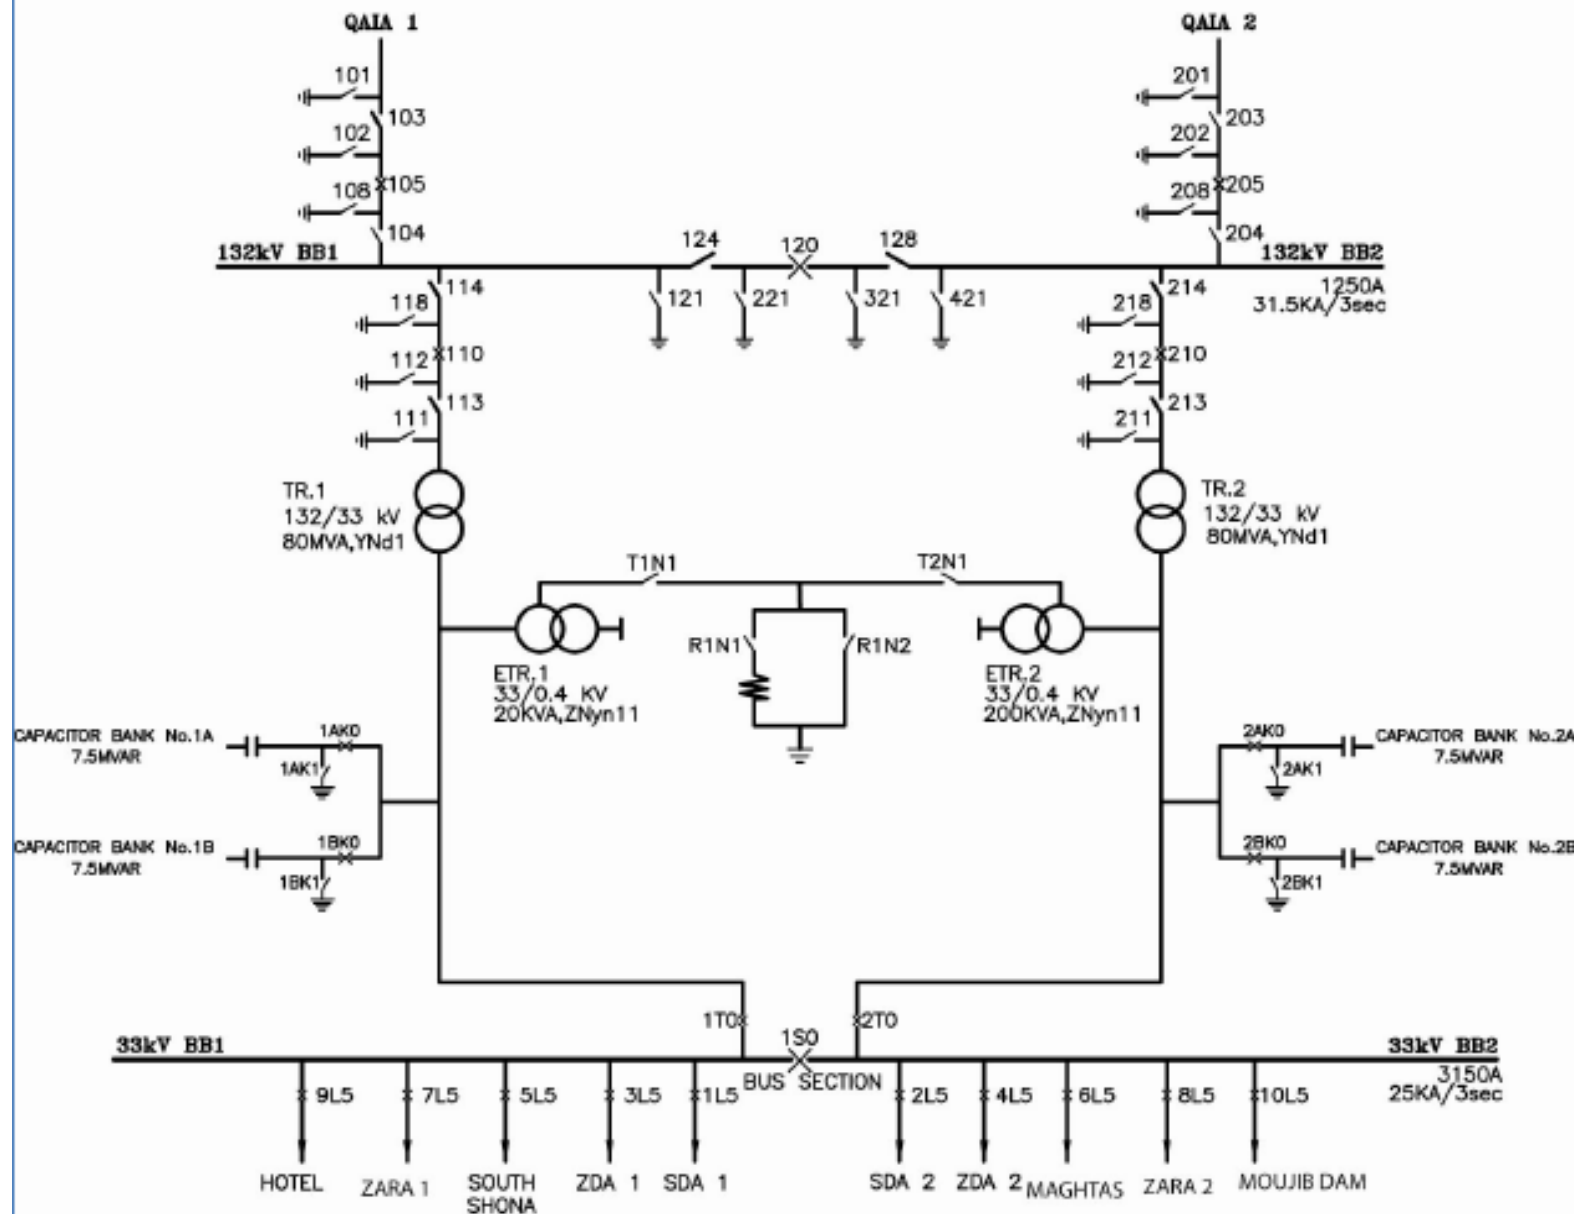 QAIA 1
QAIA 2
101
201
103
203
102
202
105
205
108
208
104
204
132kV BB1
124
120
128
132kV BB2
1250A
31.5KA/3sec
114
121
221
321
421
214
118
218
110
210
112
212
113
213
111
211
TR.1
132/33 kV
80MVA,YNd1
TR.2
132/33 kV
80MVA,YNd1
T1N1
T2N1
R1N1
R1N2
ETR.1
33/0.4 KV
20KVA,ZNyn11
ETR.2
33/0.4 KV
200KVA,ZNyn11
CAPACITOR BANK No.1A
7.5MVAR
1AK0
1AK1
2AK0
2AK1
CAPACITOR BANK No.2A
7.5MVAR
CAPACITOR BANK No.1B
7.5MVAR
1BK0
1BK1
2BK0
2BK1
CAPACITOR BANK No.2B
7.5MVAR
1T0
2T0
1S0
33kV BB1
33kV BB2
BUS SECTION
3150A
25KA/3sec
9L5
7L5
5L5
3L5
1L5
2L5
4L5
6L5
8L5
10L5
HOTEL
ZARA 1
SOUTH
SHONA
ZDA 1
SDA 1
SDA 2
ZDA 2
MAGHTAS
ZARA 2
MOUJIB DAM